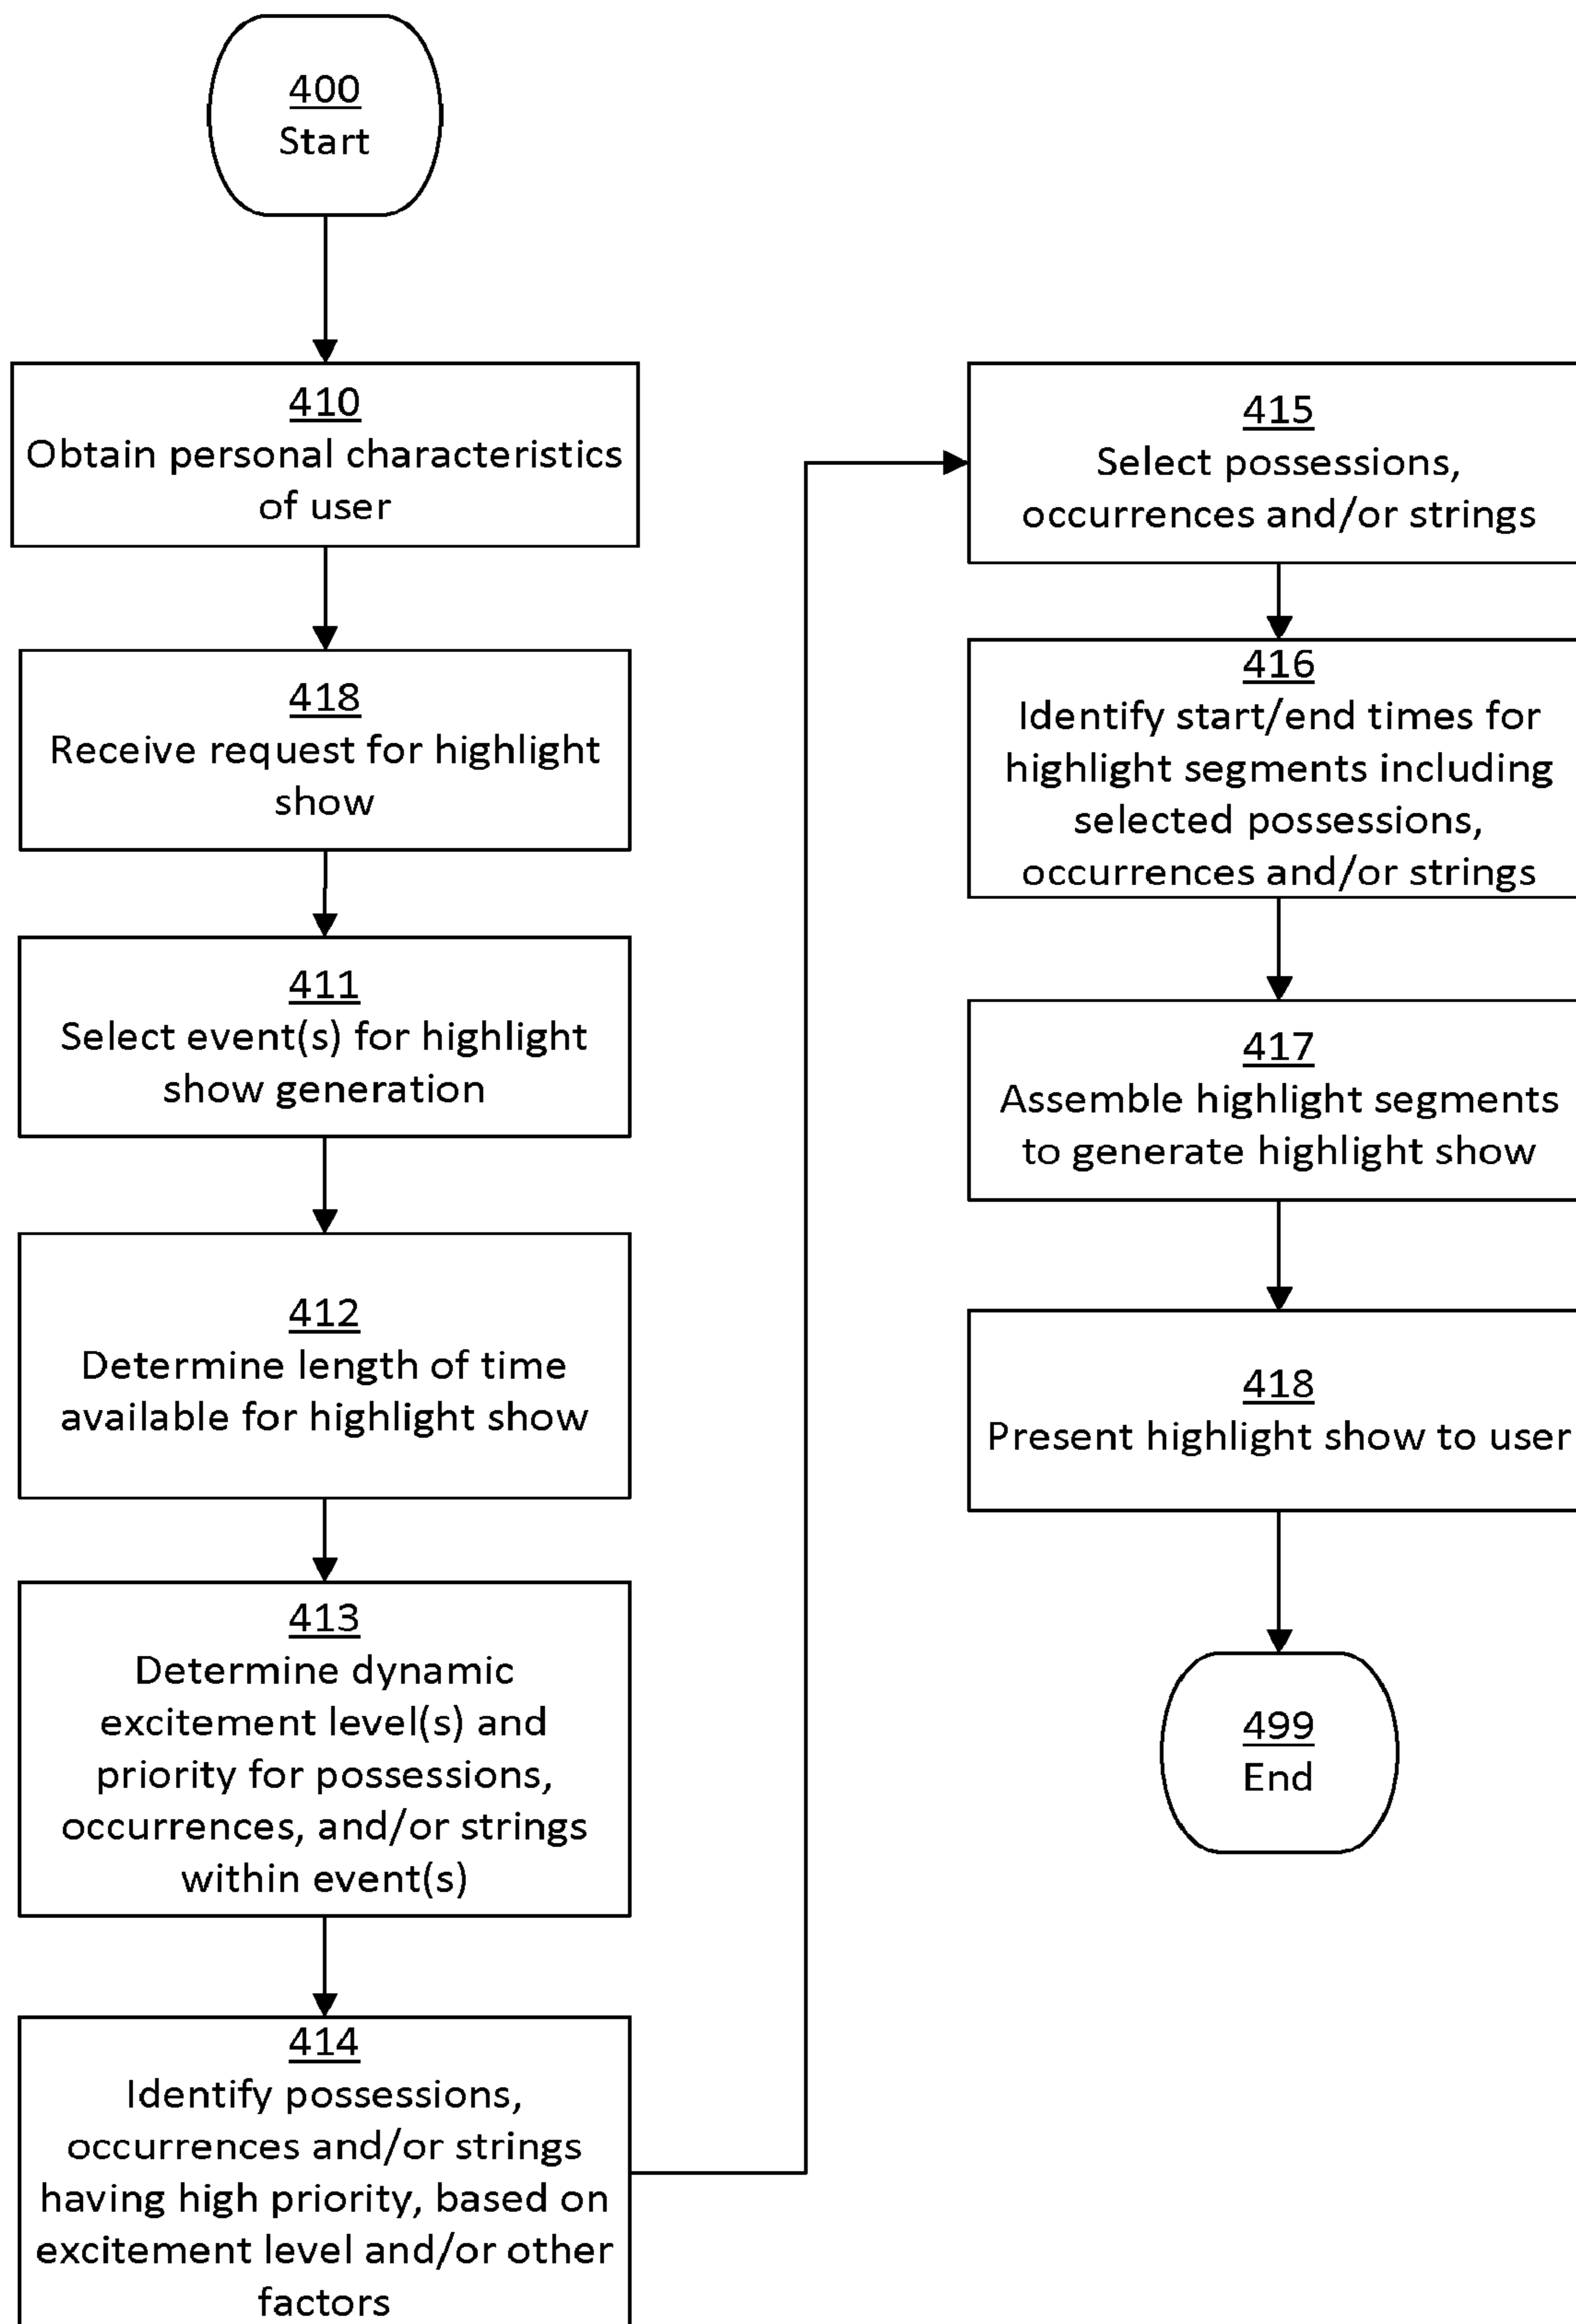 400
Start
410
Obtain personal characteristics
of user
418
Receive request for highlight
show
411
Select event(s) for highlight
show generation
412
Determine length of time
available for highlight show
413
Determine dynamic
excitement level(s) and
priority for possessions,
occurrences, and/or strings
within event(s)
414
Identify possessions,
occurrences and/or strings
having high priority, based on
excitement level and/or other
factors
415
Select possessions,
occurrences and/or strings
416
Identify start/end times for
highlight segments including
selected possessions,
occurrences and/or strings
417
Assemble highlight segments
to generate highlight show
418
Present highlight show to user
499
End